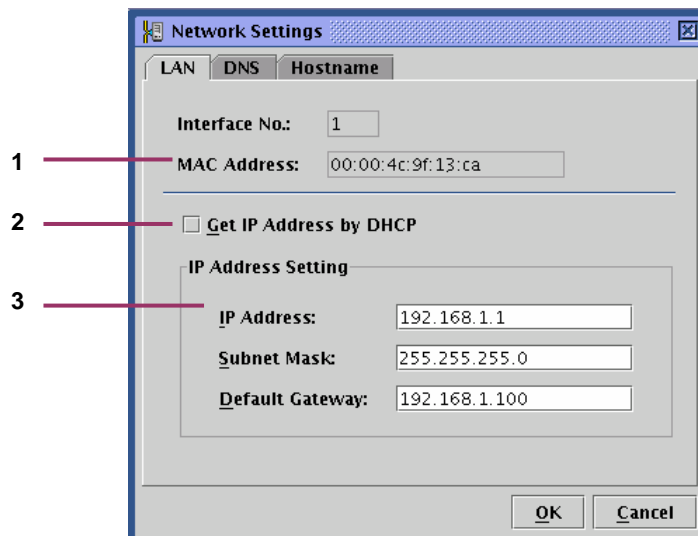 Network Settings
LAN DNS Hostname
Interface No.: 1
1 MAC Address: 00:00:4c:9f:13:ca
2 Get IP Address by DHCP
IP Address Setting
3 IP Address: 192.168.1.1
Subnet Mask: 255.255.255.0
Default Gateway: 192.168.1.100
OK Cancel